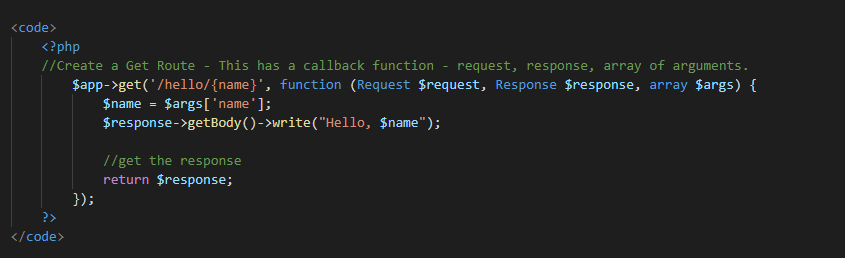 <code>
<?php
//Create a Get Route - This has a callback function - request, response, array of arguments.
$app->get('/hello/{name}', function (Request $request, Response $response, array $args) {
$name = $args['name'];
$response->getBody()->write("Hello, $name");
//get the response
return $response;
});
?>
</code>